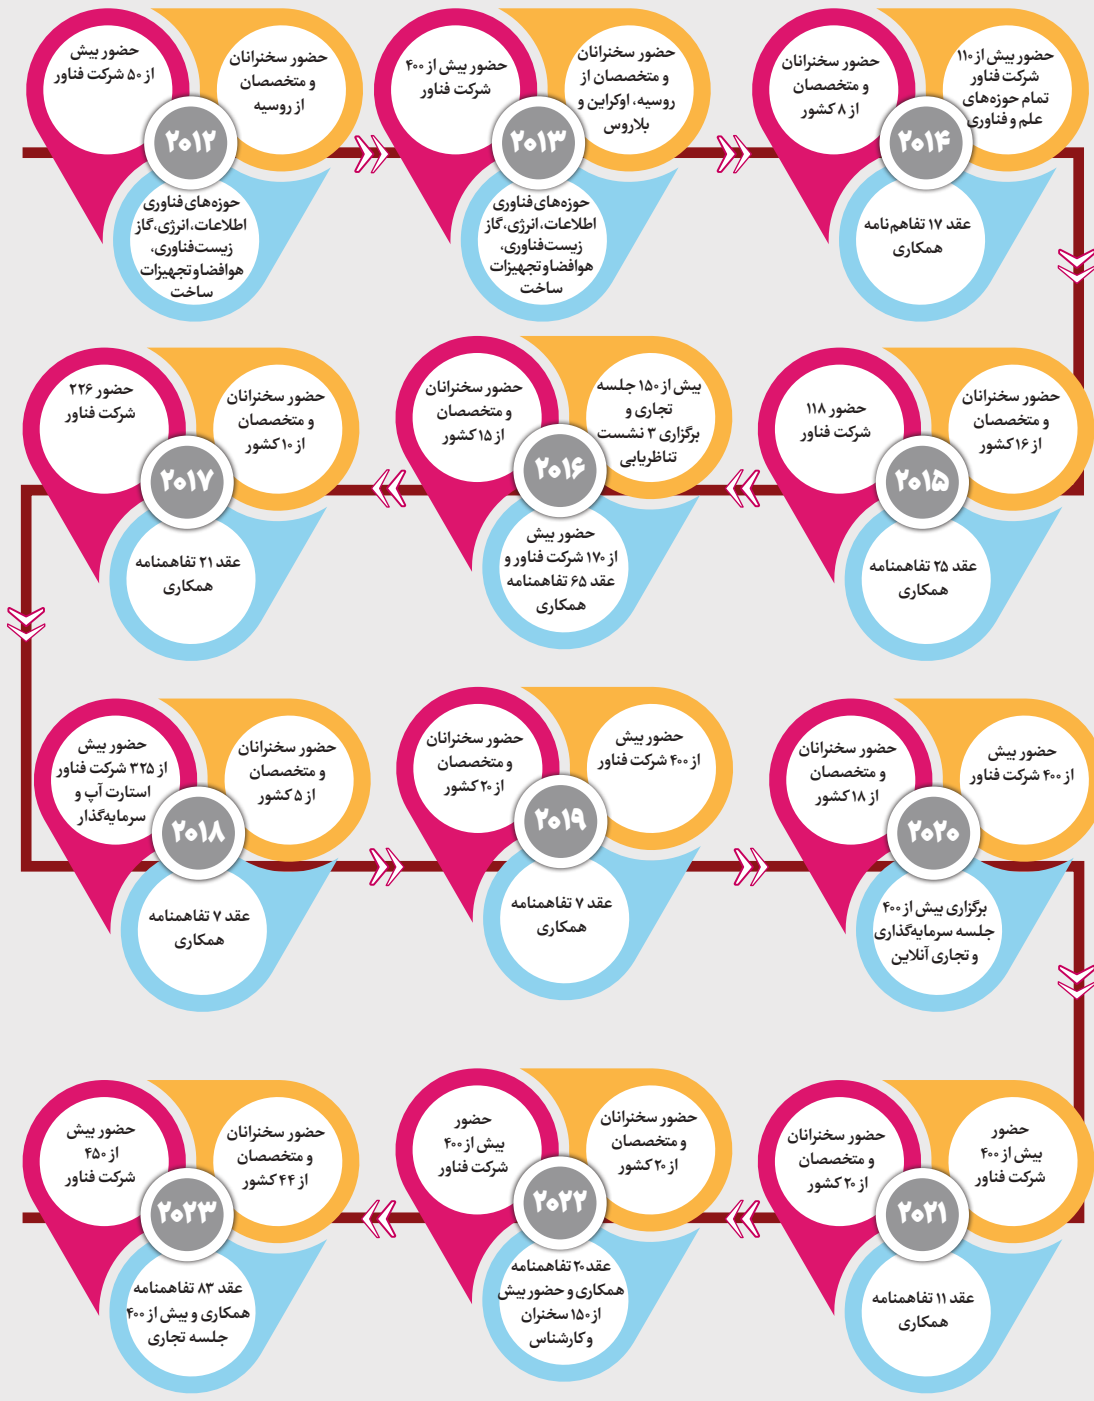 حضور بیش
از ۵۰ شرکت فناور
حضور سخنرانان
و متخصصان
از روسیه
۲۰۱۲
حوزه‌های فناوری
اطلاعات، انرژی، گاز
زیست‌فناوری،
هوافضا و تجهیزات
ساخت
حضور بیش از ۴۰۰
شرکت فناور
حضور سخنرانان
و متخصصان از
روسیه، اوکراین و
بلاروس
۲۰۱۳
حوزه‌های فناوری
اطلاعات، انرژی، گاز
زیست‌فناوری،
هوافضا و تجهیزات
ساخت
حضور سخنرانان
و متخصصان
از ۸ کشور
حضور بیش از ۱۱۰
شرکت فناور
تمام حوزه‌های
علم و فناوری
۲۰۱۴
عقد ۱۷ تفاهم‌نامه
همکاری
حضور سخنرانان
و متخصصان
از ۱۶ کشور
حضور ۱۱۸
شرکت فناور
۲۰۱۵
عقد ۲۵ تفاهمنامه
همکاری
بیش از ۱۵۰ جلسه
تجاری و
برگزاری ۳ نشست
تناظریابی
حضور سخنرانان
و متخصصان
از ۱۵ کشور
۲۰۱۶
حضور بیش
از ۱۷۰ شرکت فناور و
عقد ۶۵ تفاهمنامه
همکاری
حضور سخنرانان
و متخصصان
از ۱۰ کشور
حضور ۲۲۶
شرکت فناور
۲۰۱۷
عقد ۲۱ تفاهمنامه
همکاری
حضور بیش
از ۳۲۵ شرکت فناور
استارت آپ و
سرمایه‌گذار
حضور سخنرانان
و متخصصان
از ۵ کشور
۲۰۱۸
عقد ۷ تفاهمنامه
همکاری
حضور سخنرانان
و متخصصان
از ۲۰ کشور
حضور بیش
از ۴۰۰ شرکت فناور
۲۰۱۹
عقد ۷ تفاهمنامه
همکاری
حضور سخنرانان
و متخصصان
از ۱۸ کشور
حضور بیش
از ۴۰۰ شرکت فناور
۲۰۲۰
برگزاری بیش از ۴۰۰
جلسه سرمایه‌گذاری
و تجاری آنلاین
حضور
بیش از ۴۰۰
شرکت فناور
حضور سخنرانان
و متخصصان
از ۲۰ کشور
۲۰۲۱
عقد ۱۱ تفاهمنامه
همکاری
حضور سخنرانان
و متخصصان
از ۲۰ کشور
حضور
بیش از ۴۰۰
شرکت فناور
۲۰۲۲
عقد ۲۰ تفاهمنامه
همکاری و حضور بیش
از ۱۵۰ سخنران
و کارشناس
حضور سخنرانان
و متخصصان
از ۴۴ کشور
حضور بیش
از ۴۵۰
شرکت فناور
۲۰۲۳
عقد ۸۳ تفاهمنامه
همکاری و بیش از ۴۰۰
جلسه تجاری